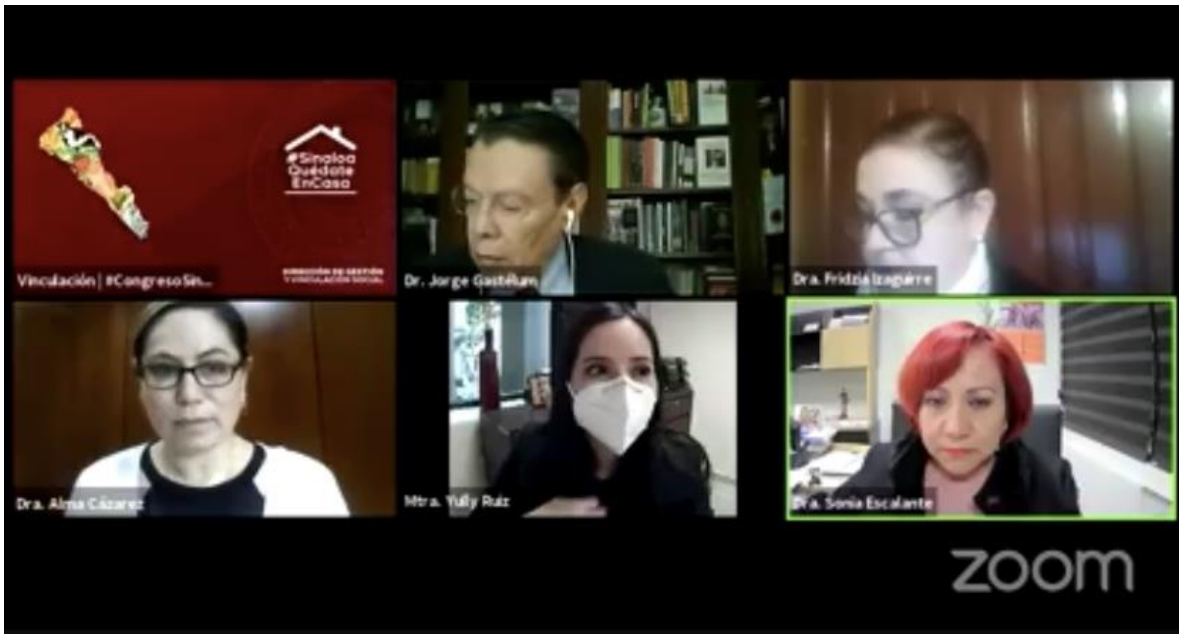 #Sinaloa
Quédate
EnCasa
DIRECCIÓN DE GESTIÓN
Y VINCULACIÓN SOCIAL
Vinculación | #CongresoSin...
Dr. Jorge Gastélum
Dra. Fridzia Izaguirre
Dra. Alma Cázarez
Mtra. Yully Ruiz
Dra. Sonia Escalante
zoom